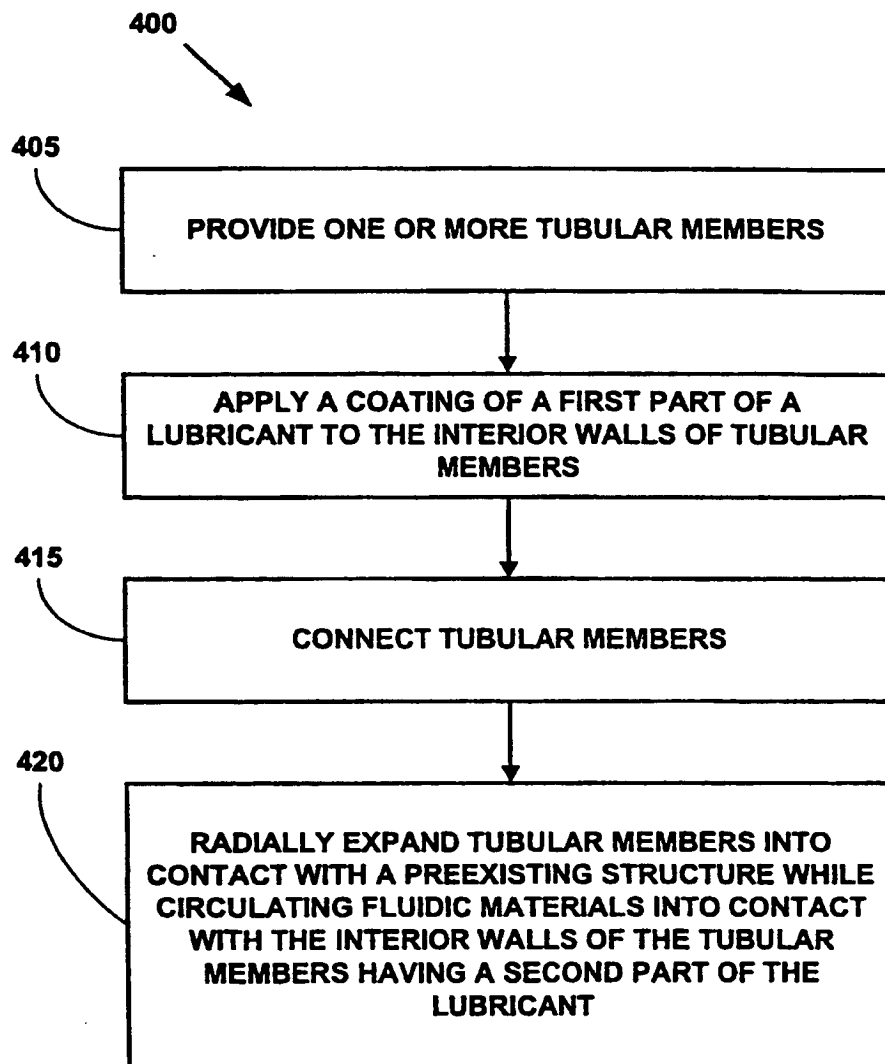 400
405
PROVIDE ONE OR MORE TUBULAR MEMBERS
410
APPLY A COATING OF A FIRST PART OF A
LUBRICANT TO THE INTERIOR WALLS OF TUBULAR
MEMBERS
415
CONNECT TUBULAR MEMBERS
420
RADIALLY EXPAND TUBULAR MEMBERS INTO
CONTACT WITH A PREEXISTING STRUCTURE WHILE
CIRCULATING FLUIDIC MATERIALS INTO CONTACT
WITH THE INTERIOR WALLS OF THE TUBULAR
MEMBERS HAVING A SECOND PART OF THE
LUBRICANT